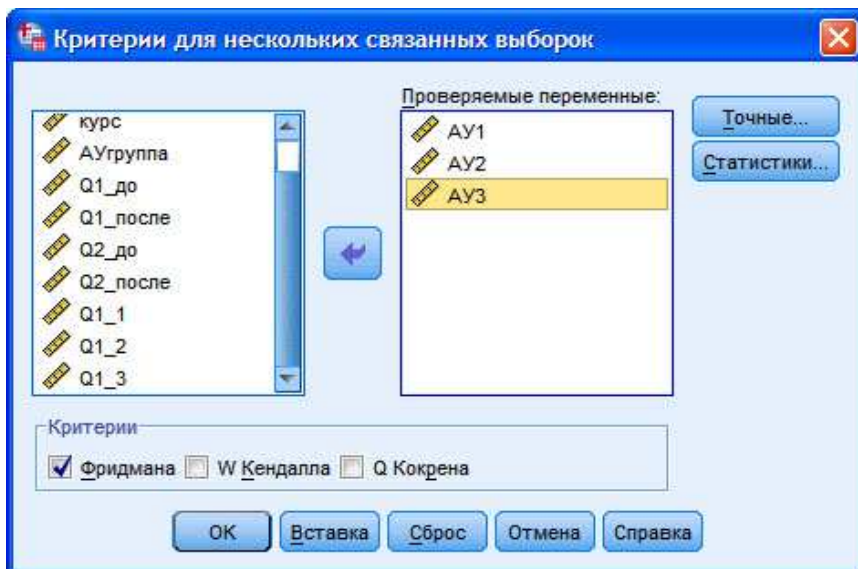 Критерии для нескольких связанных выборок
курс
АУгруппа
Q1_до
Q1_после
Q2_до
Q2_после
Q1_1
Q1_2
Q1_3
Проверяемые переменные:
АУ1
АУ2
АУ3
Точные...
Статистики...
Критерии
Фридмана W Кендалла Q Кокрена
ОК Вставка Сброс Отмена Справка